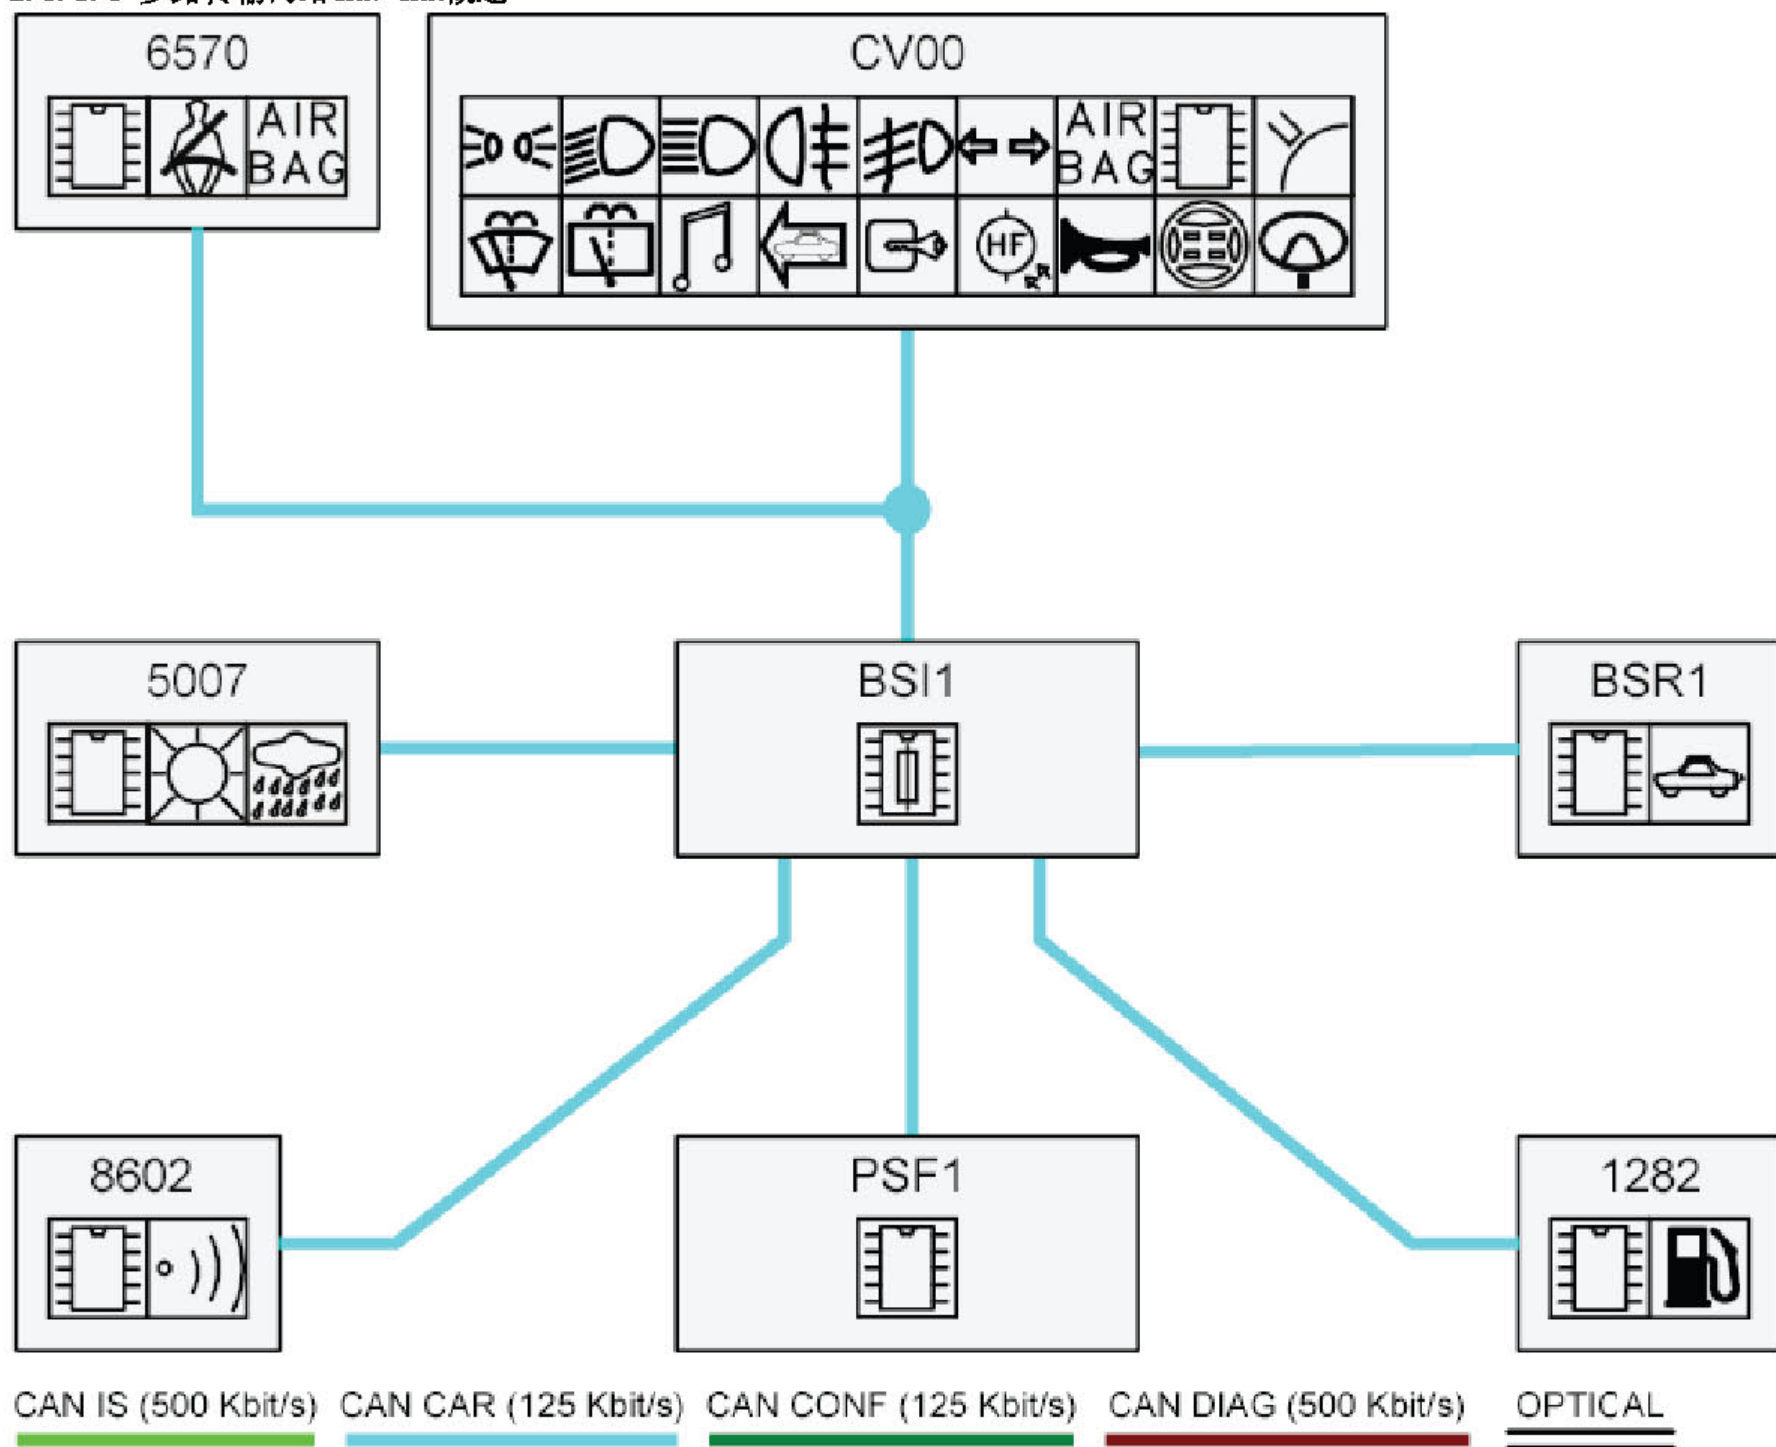 6570
CV00
AIR
BAG
AIR
BAG
HF
5007
BSI1
BSR1
8602
PSF1
1282
CAN IS (500 Kbit/s) CAN CAR (125 Kbit/s) CAN CONF (125 Kbit/s) CAN DIAG (500 Kbit/s) OPTICAL